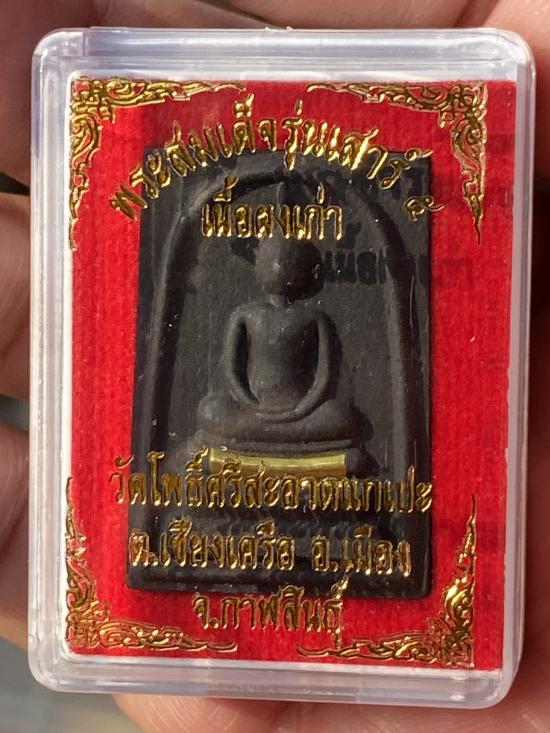 พระสมเด็จรุ่นเสาร์ ๕
เนื้อผงเก่า
วัดโพธิ์ศรีสะอาดแกเปะ
ต.เชียงเครือ อ.เมือง
จ.กาฬสินธุ์